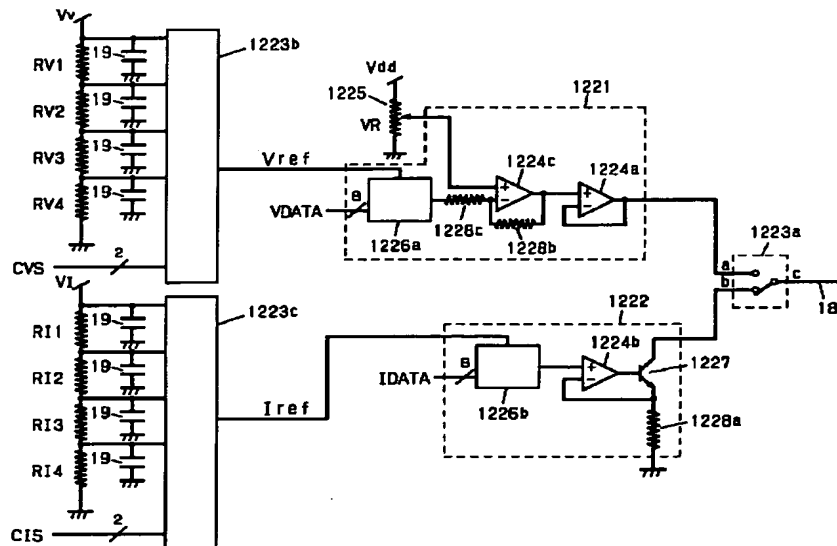 Vv
19
1223b
RV1
19
RV2
19
RV3
19
RV4
CVS
2
Vdd
1225
VR
1221
1224c
1224a
Vref
8
VDATA
1226a
1228c
1228b
1223a
a
b
c
18
VI
19
1223c
RI1
19
RI2
19
RI3
19
RI4
CIS
2
Iref
1222
1224b
1227
8
IDATA
1226b
1228a